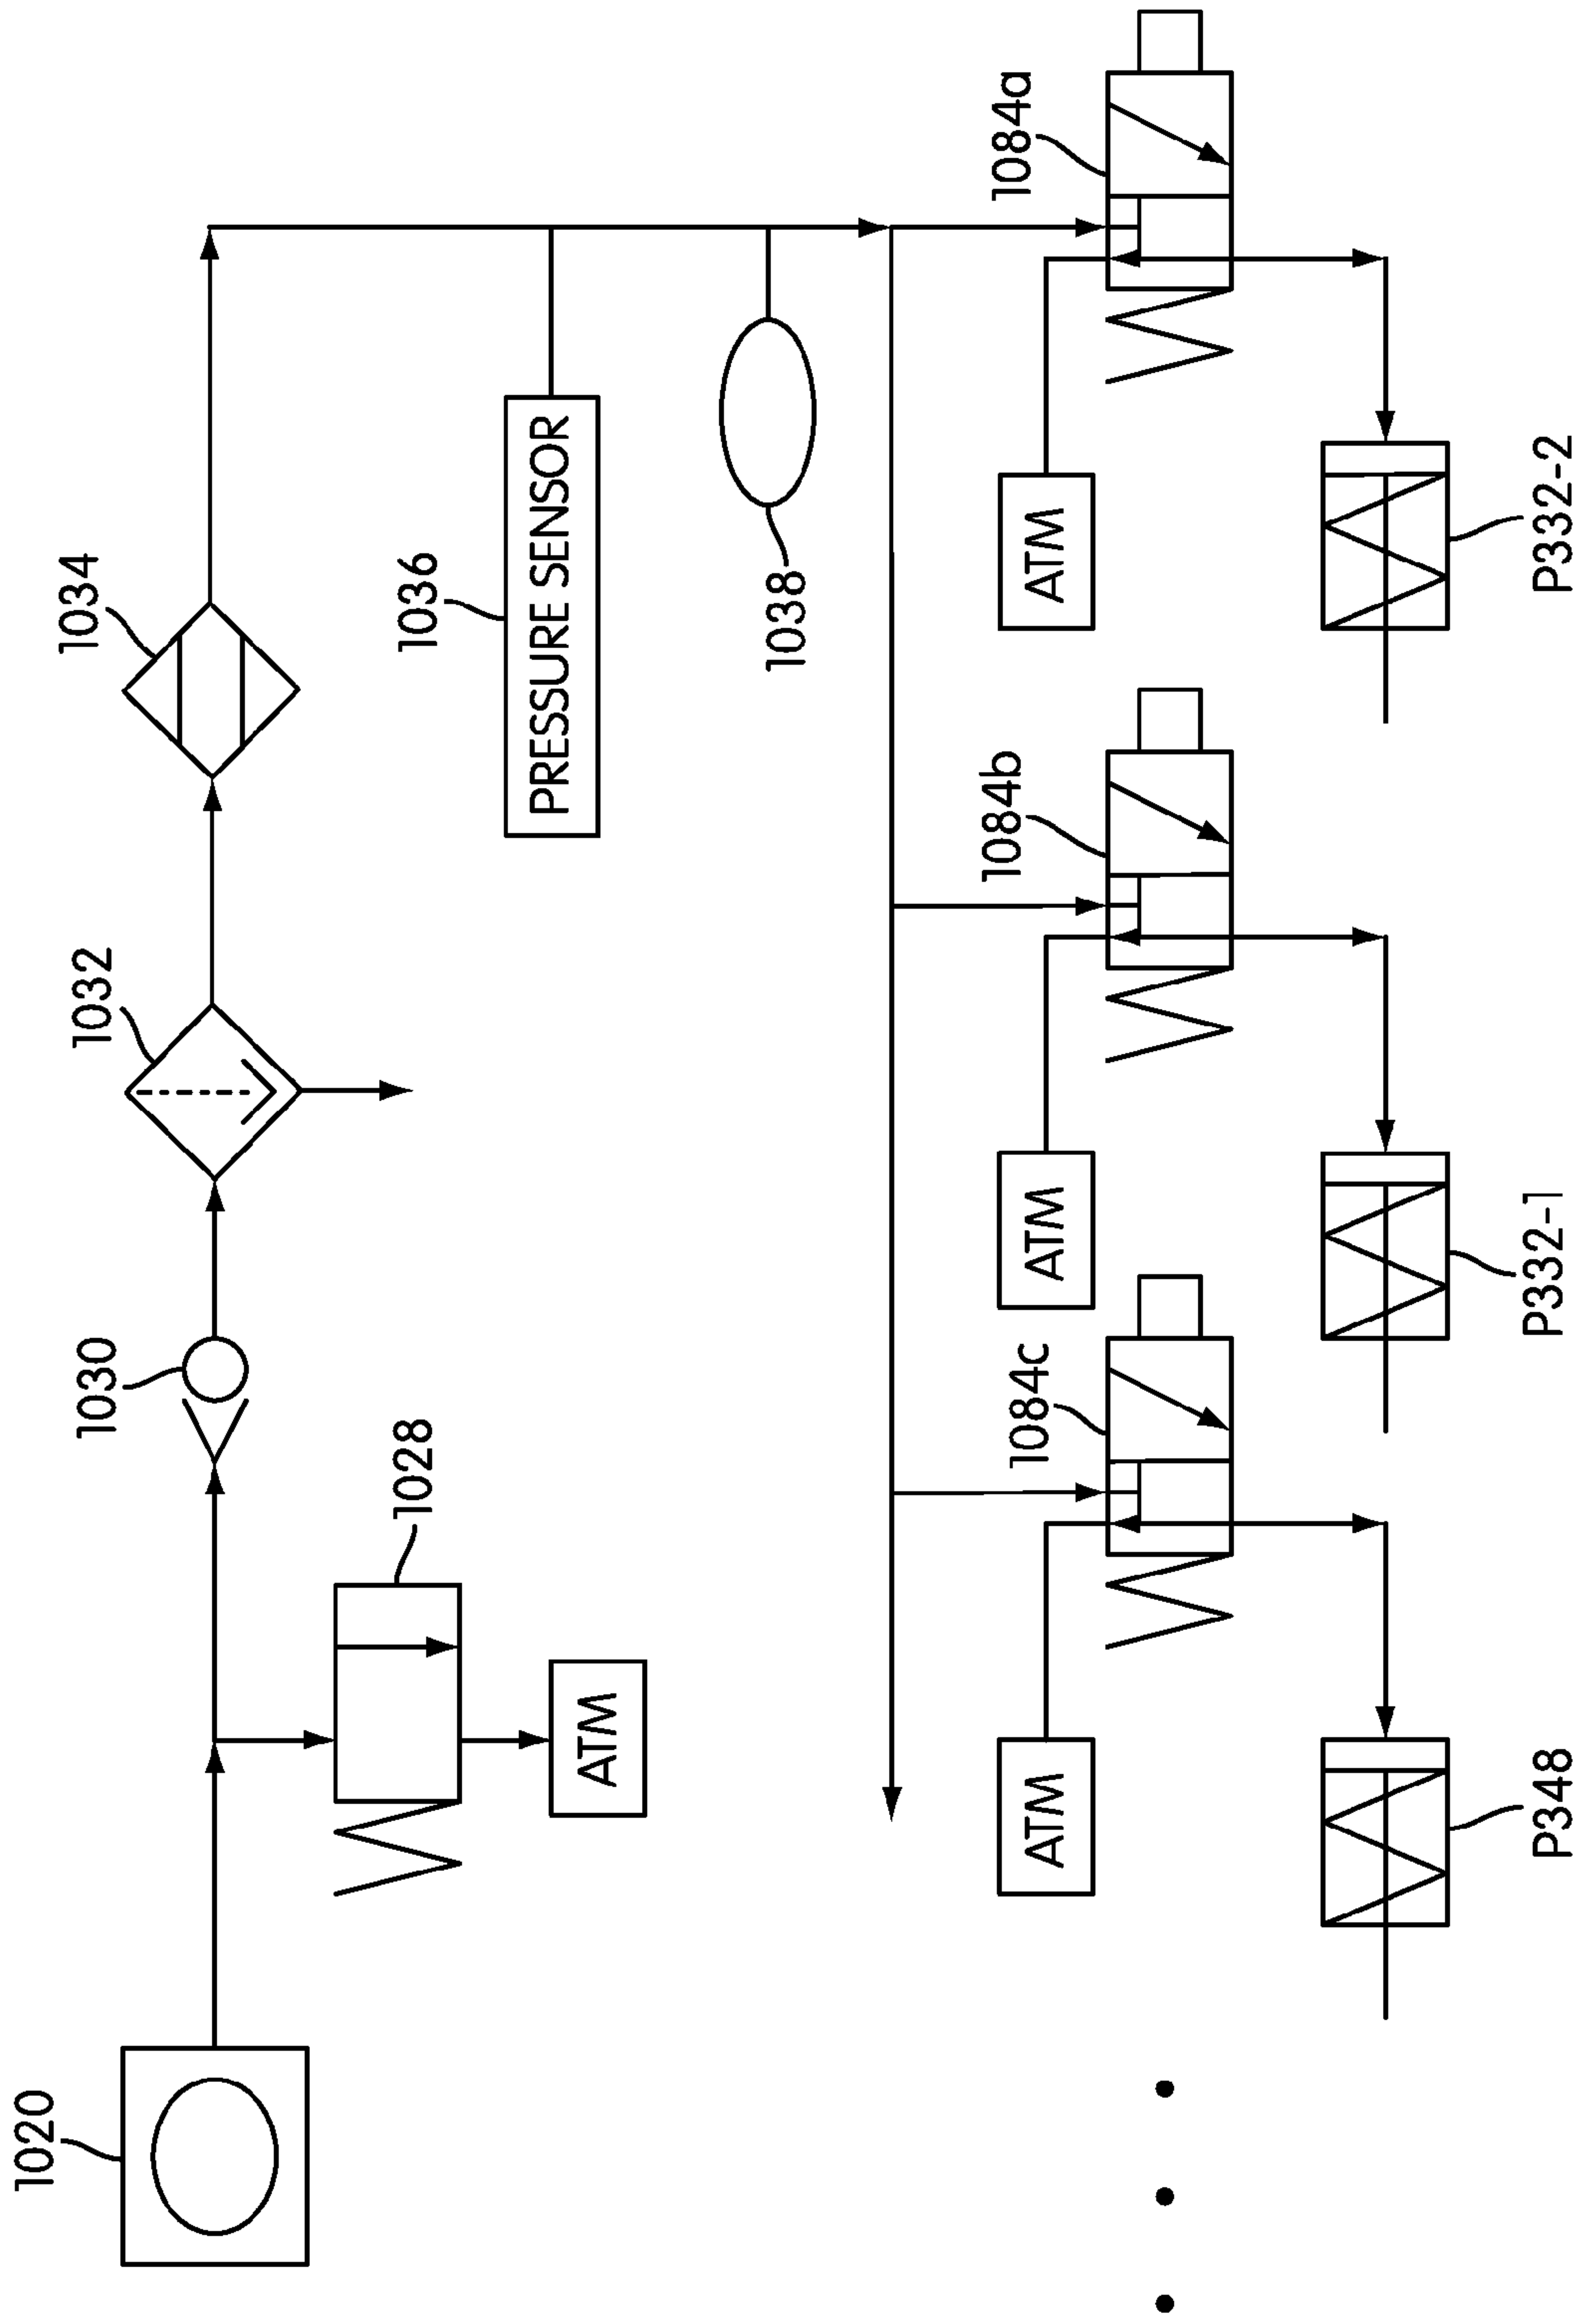 1020
1028
ATM
1030
1032
1034
1036
PRESSURE SENSOR
1038
1084c
ATM
P348
1084b
ATM
P332-1
1084a
ATM
P332-2